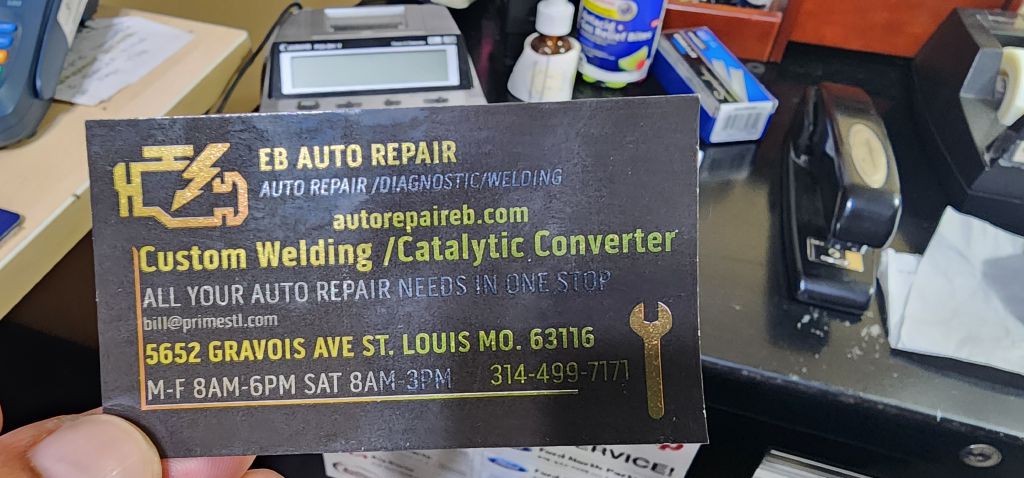 EB AUTO REPAIR
AUTO REPAIR /DIAGNOSTIC/WELDING
autorepaireb.com
Custom Welding /Catalytic Converter
ALL YOUR AUTO REPAIR NEEDS IN ONE STOP
bill@primestl.com
5652 GRAVOIS AVE ST. LOUIS MO. 63116
M-F 8AM-6PM SAT 8AM-3PM 314-499-7171
Canon